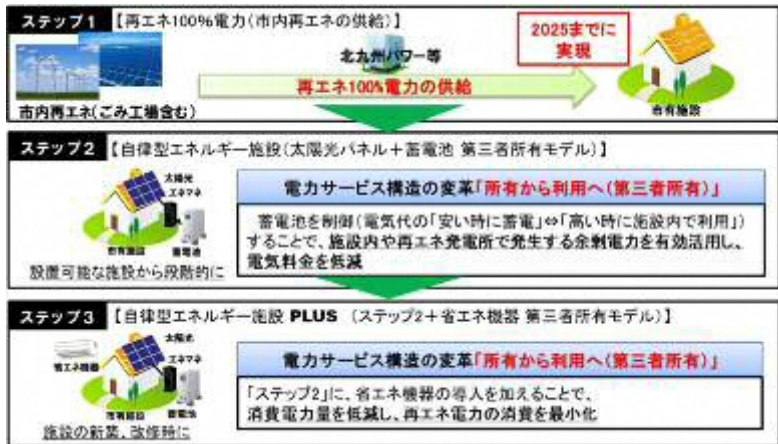 ステップ1 【再エネ100%電力(市内再エネの供給)】
2025までに
実現
北九州パワー等
再エネ100%電力の供給
市内再エネ(ごみ工場含む)
市有施設
ステップ2 【自律型エネルギー施設(太陽光パネル+蓄電池 第三者所有モデル)】
太陽光
エネマネ
市有施設
蓄電池
設置可能な施設から段階的に
電力サービス構造の変革「所有から利用へ(第三者所有)」
蓄電池を制御(電気代の「安い時に蓄電」⇔「高い時に施設内で利用」)
することで、施設内や再エネ発電所で発生する余剰電力を有効活用し、
電気料金を低減
ステップ3 【自律型エネルギー施設 PLUS (ステップ2+省エネ機器 第三者所有モデル)】
太陽光
省エネ機器
エネマネ
市有施設
蓄電池
施設の新築、改修時に
電力サービス構造の変革「所有から利用へ(第三者所有)」
「ステップ2」に、省エネ機器の導入を加えることで、
消費電力量を低減し、再エネ電力の消費を最小化